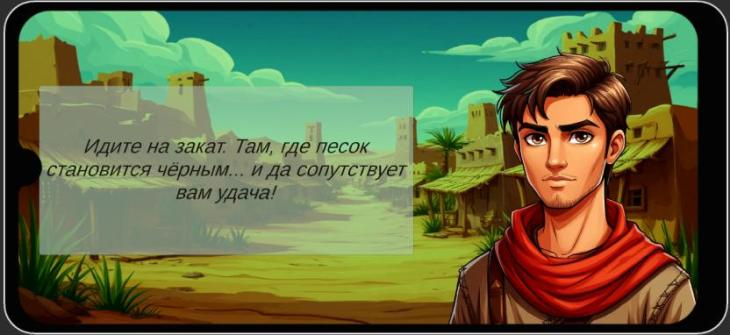 Идите на закат. Там, где песок
становится чёрным... и да сопутствует
вам удача!